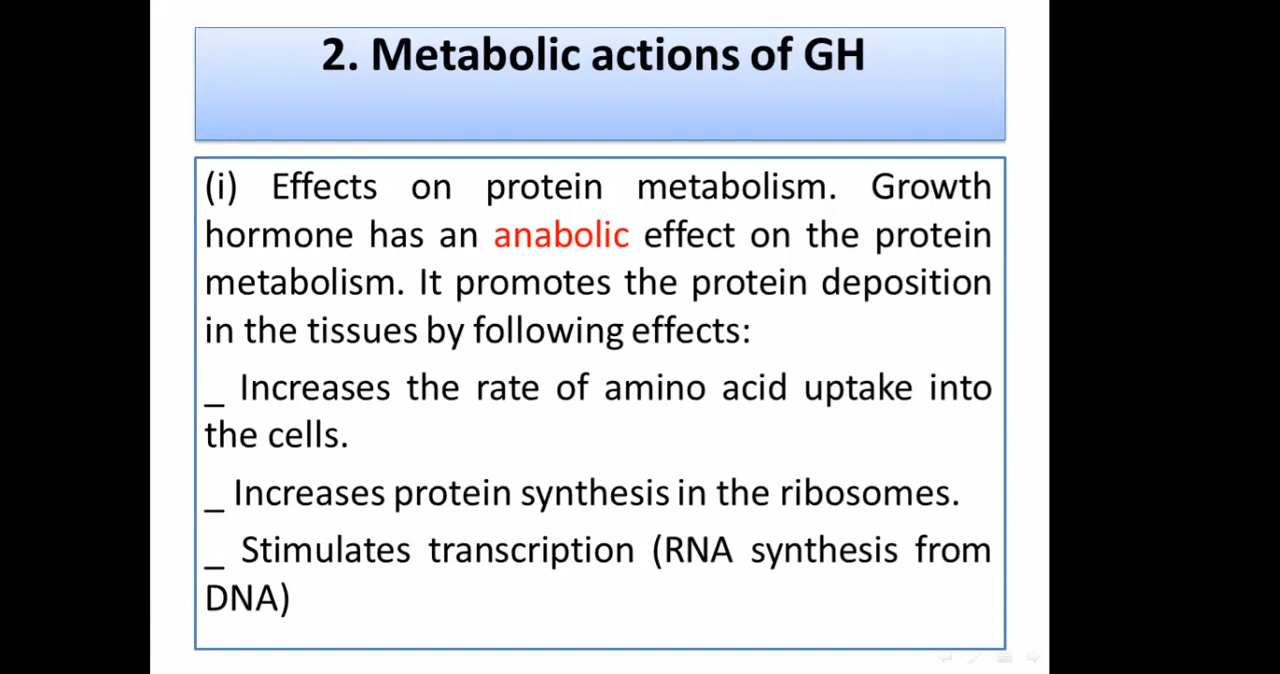 2. Metabolic actions of GH
(i) Effects on protein metabolism. Growth
hormone has an anabolic effect on the protein
metabolism. It promotes the protein deposition
in the tissues by following effects:
_ Increases the rate of amino acid uptake into
the cells.
_ Increases protein synthesis in the ribosomes.
_ Stimulates transcription (RNA synthesis from
DNA)